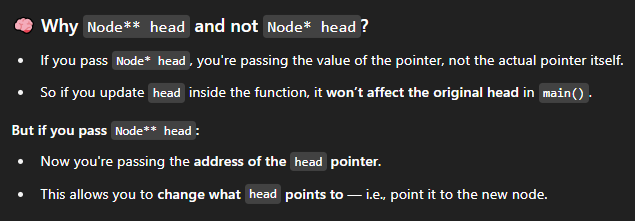 🧠 Why Node** head and not Node* head?
• If you pass Node* head, you're passing the value of the pointer, not the actual pointer itself.
• So if you update head inside the function, it won't affect the original head in main().
But if you pass Node** head:
• Now you're passing the address of the head pointer.
• This allows you to change what head points to — i.e., point it to the new node.